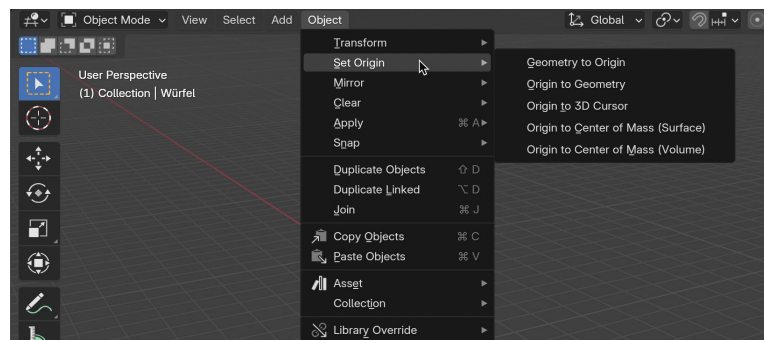 Object Mode View Select Add Object Global
User Perspective
(1) Collection | Würfel
Transform
Set Origin
Mirror
Clear
Apply ⌘ A
Snap
Duplicate Objects ⇧ D
Duplicate Linked ⌥ D
Join ⌘ J
Copy Objects ⌘ C
Paste Objects ⌘ V
Asset
Collection
Library Override
Geometry to Origin
Origin to Geometry
Origin to 3D Cursor
Origin to Center of Mass (Surface)
Origin to Center of Mass (Volume)